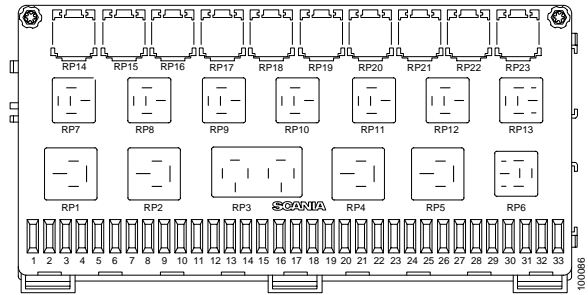 RP14 RP15 RP16 RP17 RP18 RP19 RP20 RP21 RP22 RP23
RP7 RP8 RP9 RP10 RP11 RP12 RP13
RP1 RP2 RP3 RP4 RP5 RP6
SCANIA
1 2 3 4 5 6 7 8 9 10 11 12 13 14 15 16 17 18 19 20 21 22 23 24 25 26 27 28 29 30 31 32 33
100086